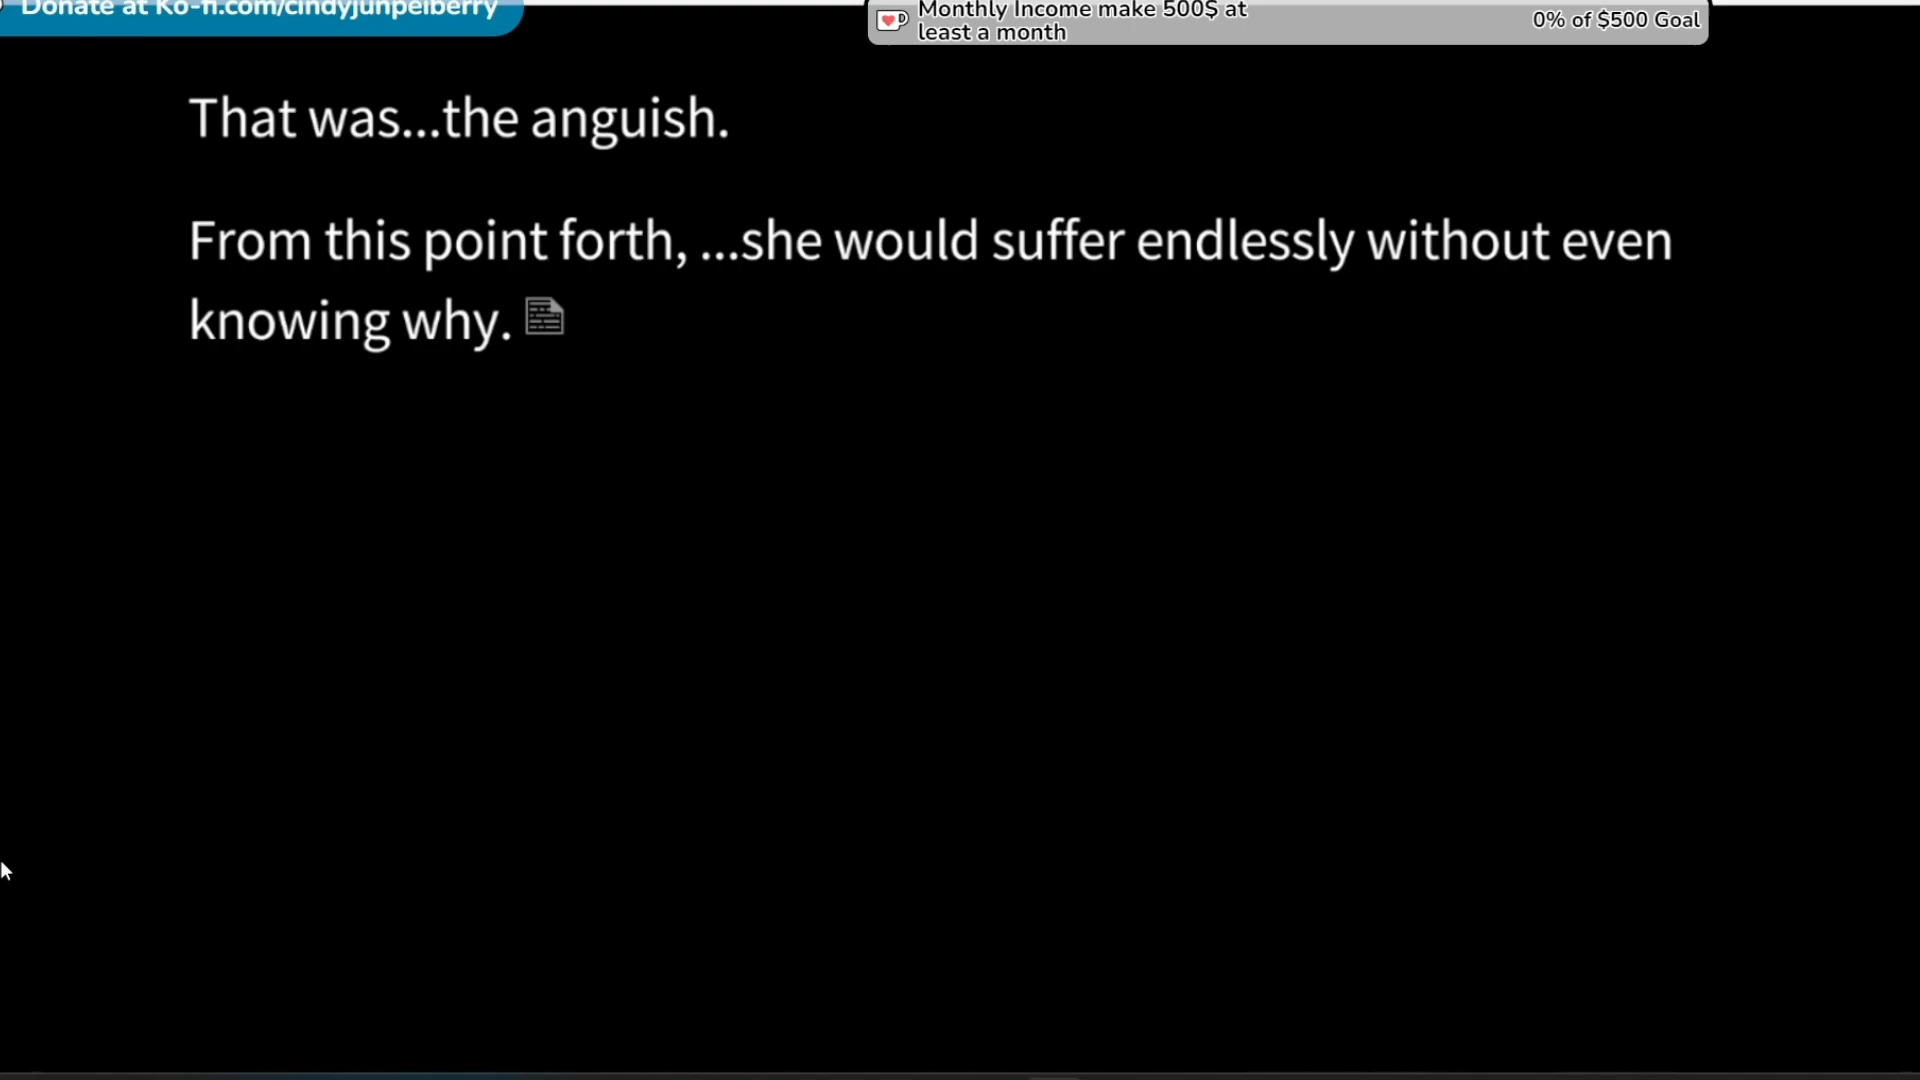 Donate at Ko-fi.com/cindyjunpeiberry
Monthly Income make 500$ at
least a month
0% of $500 Goal
That was...the anguish.
From this point forth, ...she would suffer endlessly without even
knowing why.